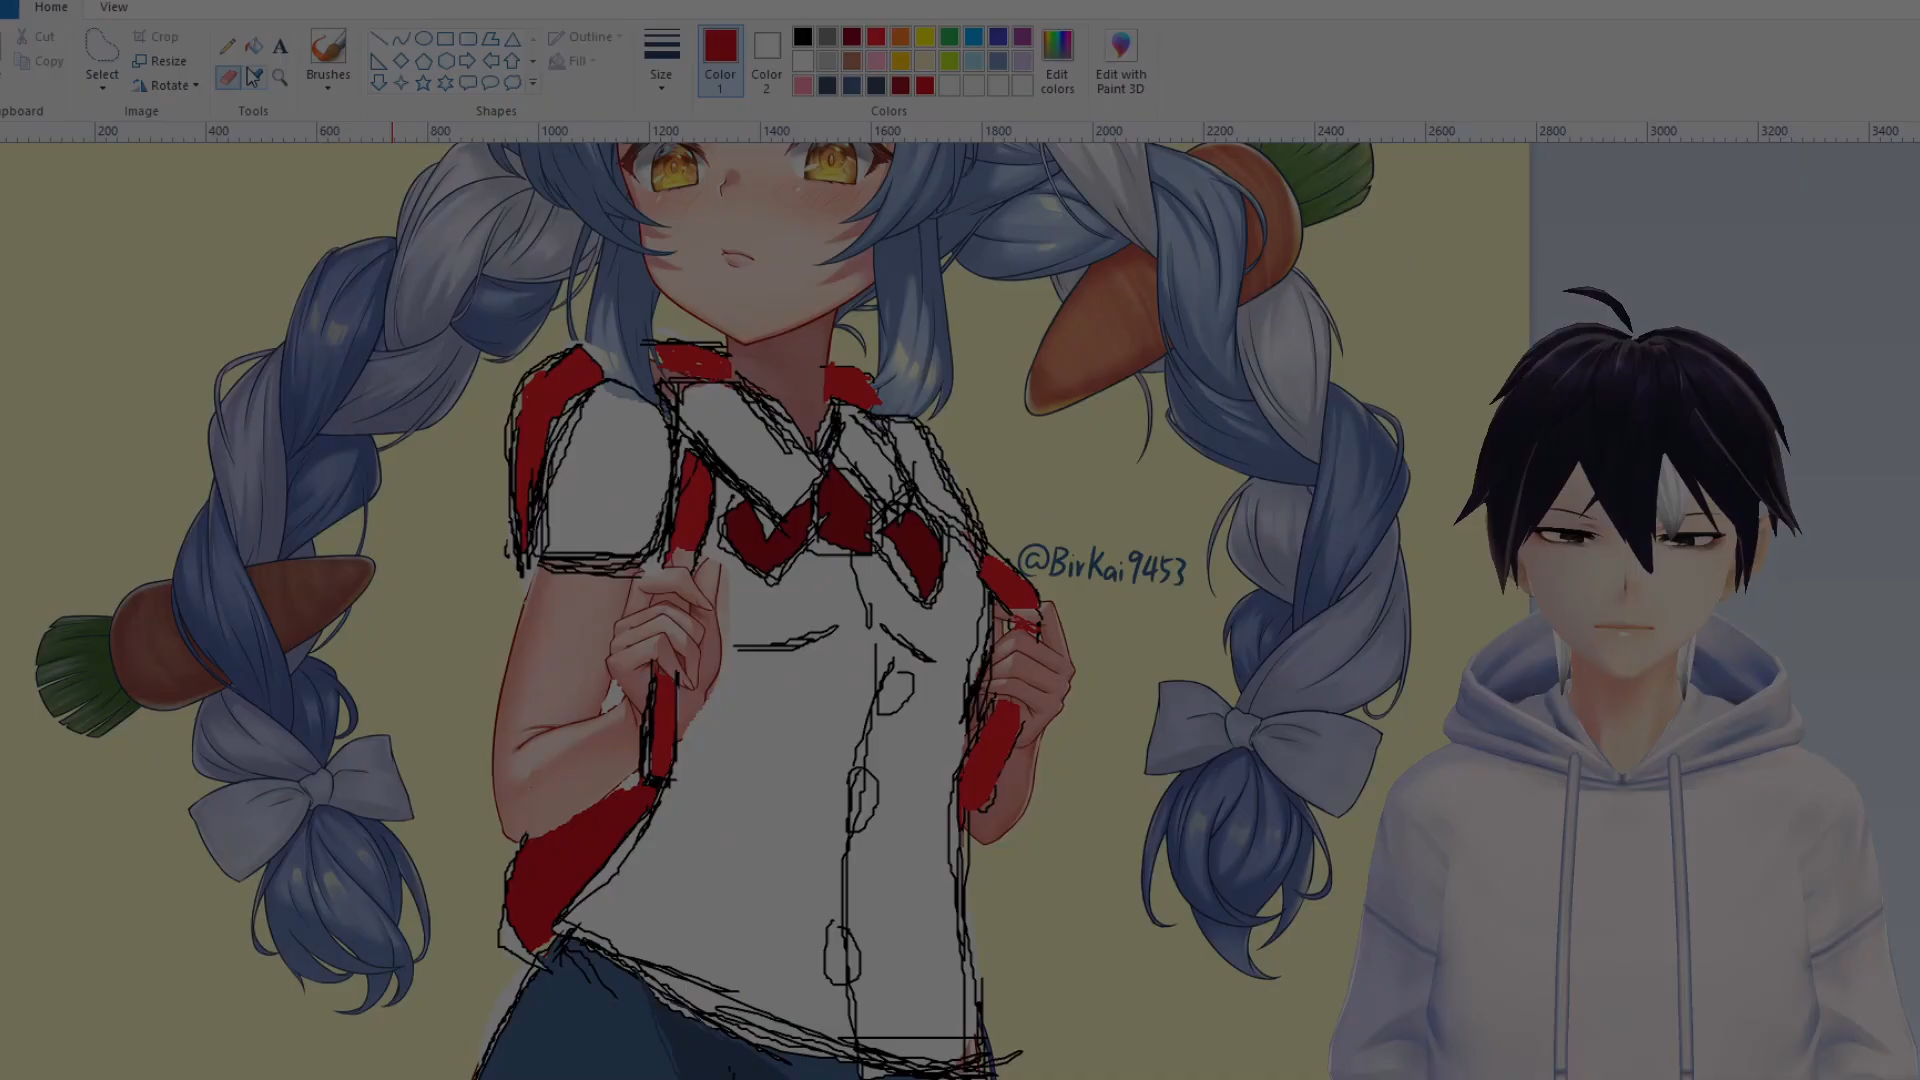 Home View
Cut
Copy
pboard
Select
Crop
Resize
Rotate
Image
Tools
Brushes
Shapes
Outline
Fill
Size
Color 1
Color 2
Colors
Edit colors
Edit with Paint 3D
200 400 600 800 1000 1200 1400 1600 1800 2000 2200 2400 2600 2800 3000 3200 3400
@BirKai9453